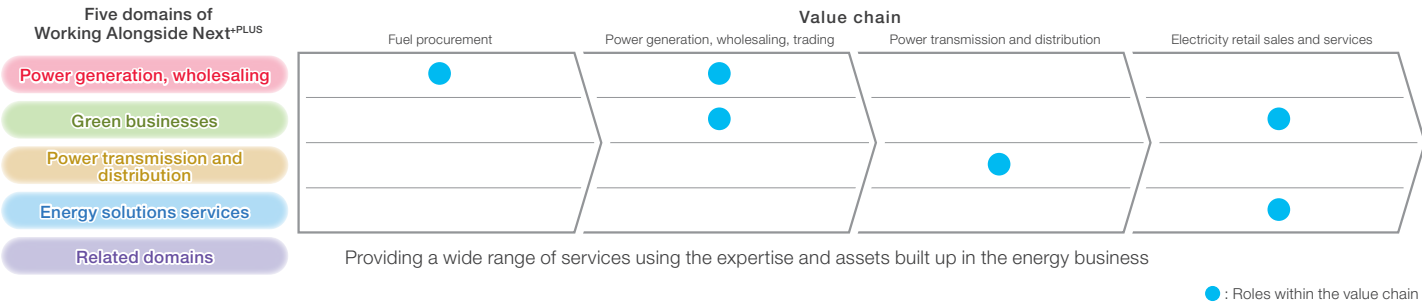 Five domains of
Working Alongside Next+PLUS
Value chain
Fuel procurement
Power generation, wholesaling, trading
Power transmission and distribution
Electricity retail sales and services
Power generation, wholesaling
Green businesses
Power transmission and
distribution
Energy solutions services
Related domains
Providing a wide range of services using the expertise and assets built up in the energy business
: Roles within the value chain